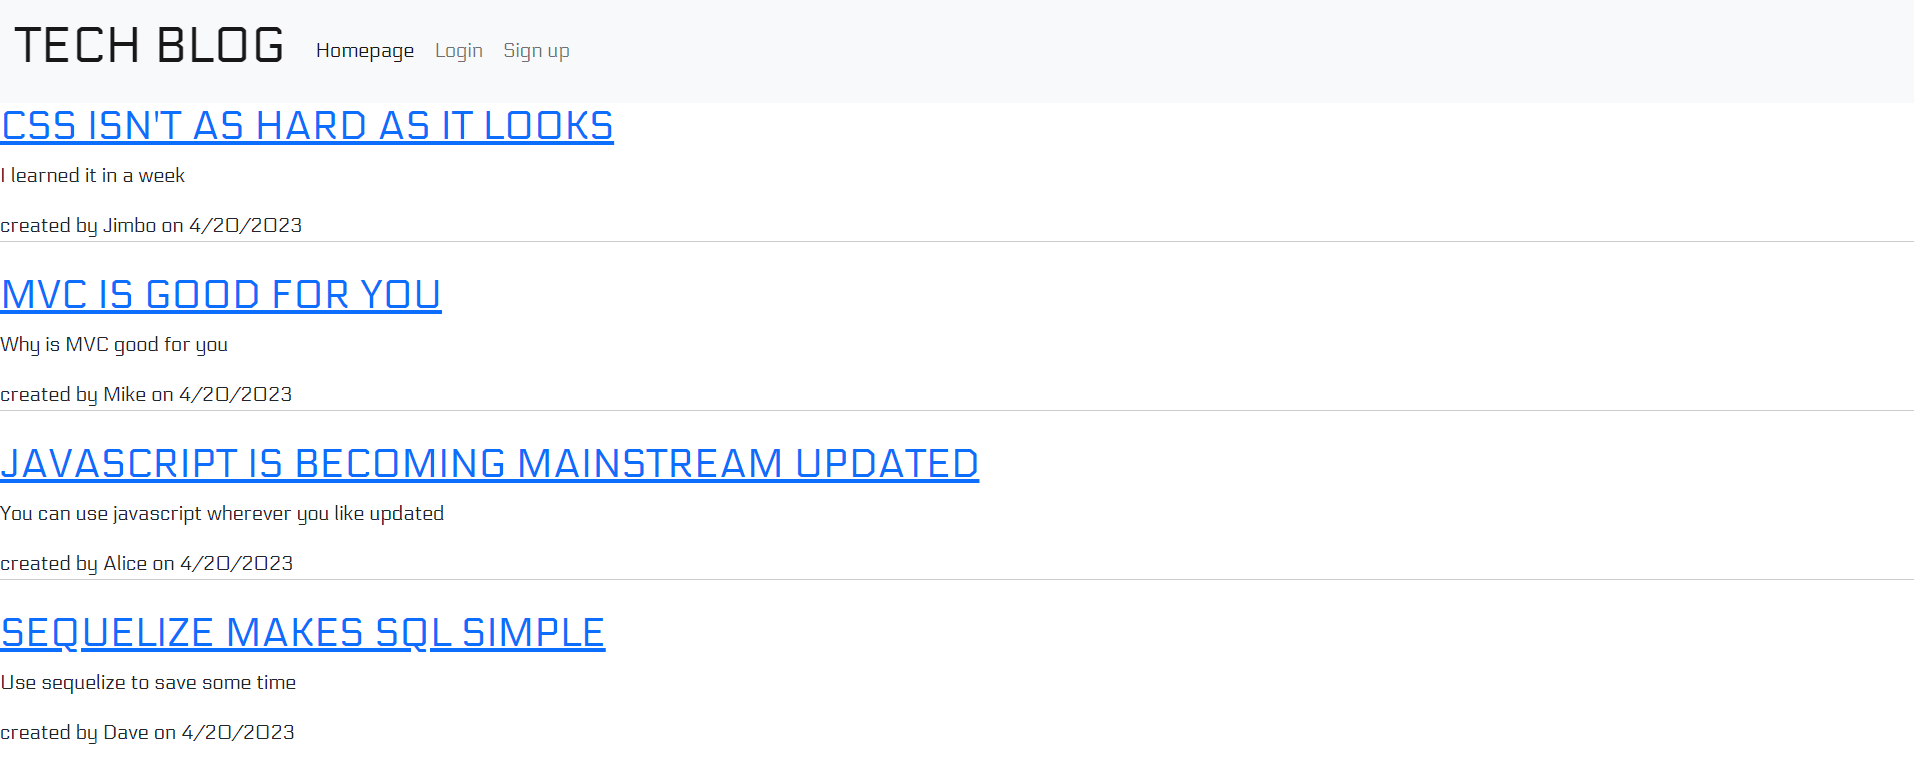 TECH BLOG Homepage Login Sign up
CSS ISN'T AS HARD AS IT LOOKS
I learned it in a week
created by Jimbo on 4/20/2023
MVC IS GOOD FOR YOU
Why is MVC good for you
created by Mike on 4/20/2023
JAVASCRIPT IS BECOMING MAINSTREAM UPDATED
You can use javascript wherever you like updated
created by Alice on 4/20/2023
SEQUELIZE MAKES SQL SIMPLE
Use sequelize to save some time
created by Dave on 4/20/2023